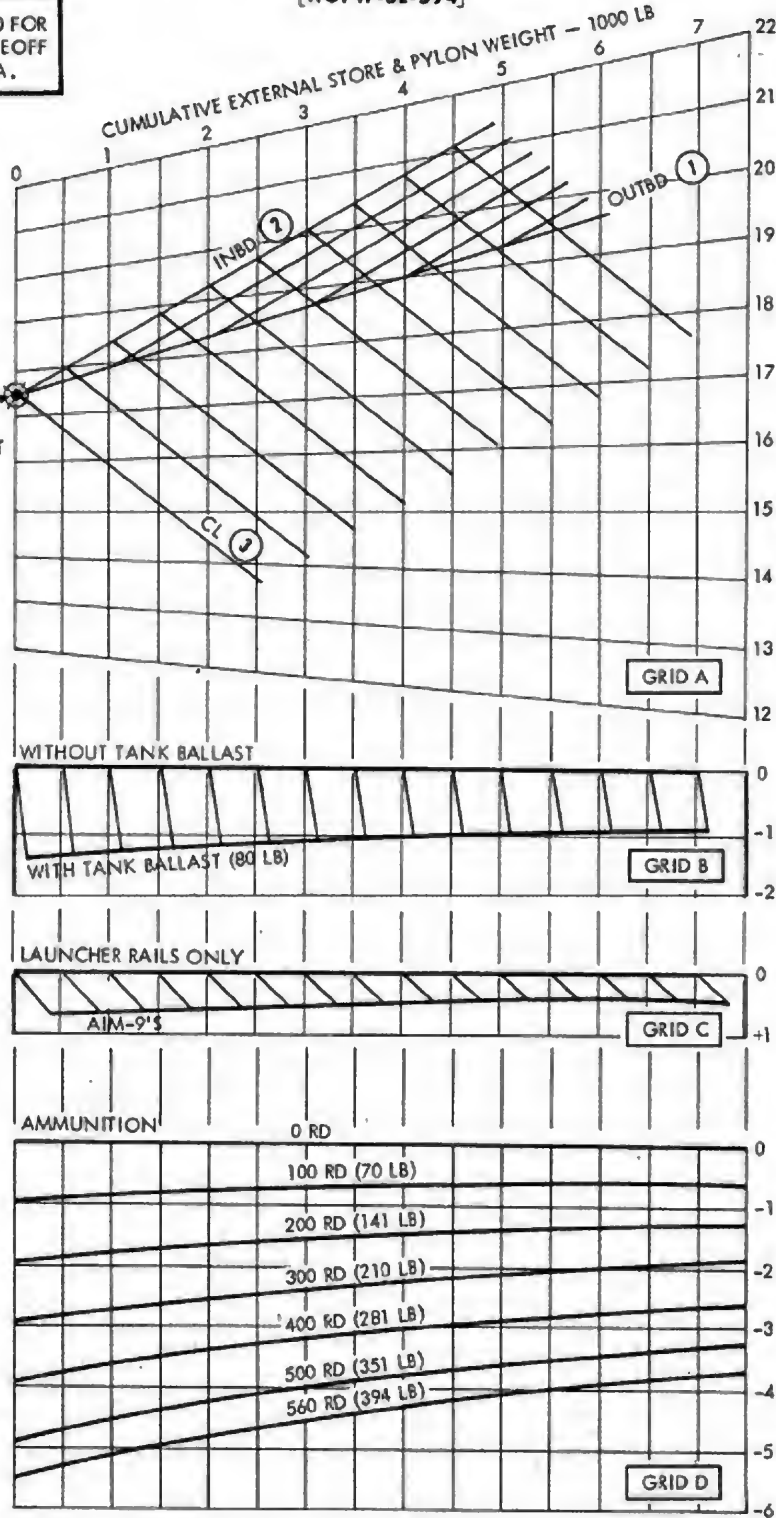 FOR
EOFF
A.
CUMULATIVE EXTERNAL STORE & PYLON WEIGHT – 1000 LB
0 1 2 3 4 5 6 7
22
21
20
19
18
17
16
15
14
13
12
INBD 2
OUTBD 1
CL 3
GRID A
WITHOUT TANK BALLAST
WITH TANK BALLAST (80 LB)
0
-1
-2
GRID B
LAUNCHER RAILS ONLY
AIM-9'S
0
+1
GRID C
AMMUNITION
0 RD
100 RD (70 LB)
200 RD (141 LB)
300 RD (210 LB)
400 RD (281 LB)
500 RD (351 LB)
560 RD (394 LB)
0
-1
-2
-3
-4
-5
-6
GRID D